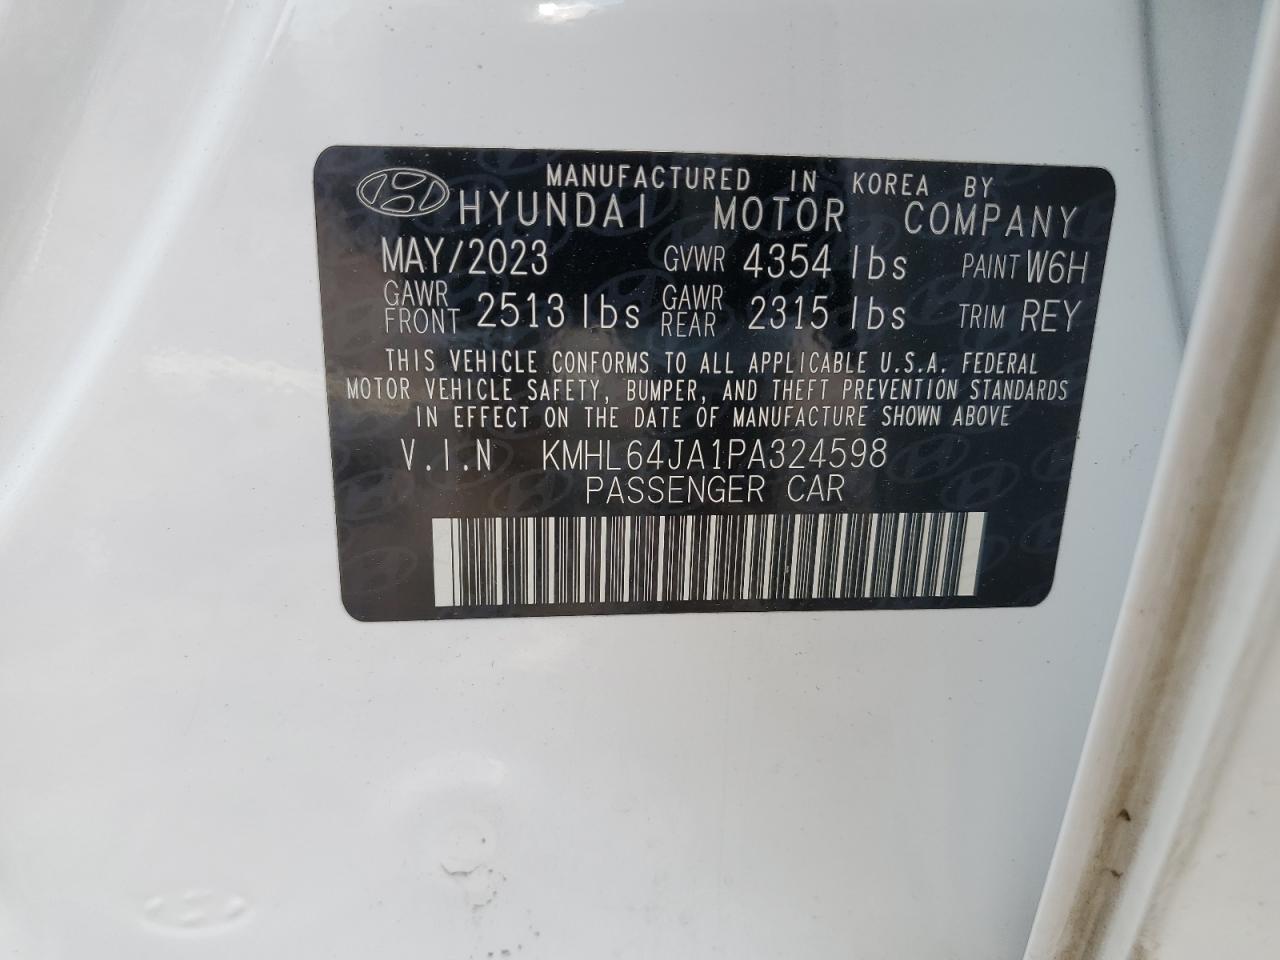 MANUFACTURED IN KOREA BY
HYUNDAI MOTOR COMPANY
MAY/2023 GVWR 4354 lbs PAINT W6H
GAWR FRONT 2513 lbs GAWR REAR 2315 lbs TRIM REY
THIS VEHICLE CONFORMS TO ALL APPLICABLE U.S.A. FEDERAL
MOTOR VEHICLE SAFETY, BUMPER, AND THEFT PREVENTION STANDARDS
IN EFFECT ON THE DATE OF MANUFACTURE SHOWN ABOVE
V.I.N KMHL64JA1PA324598
PASSENGER CAR